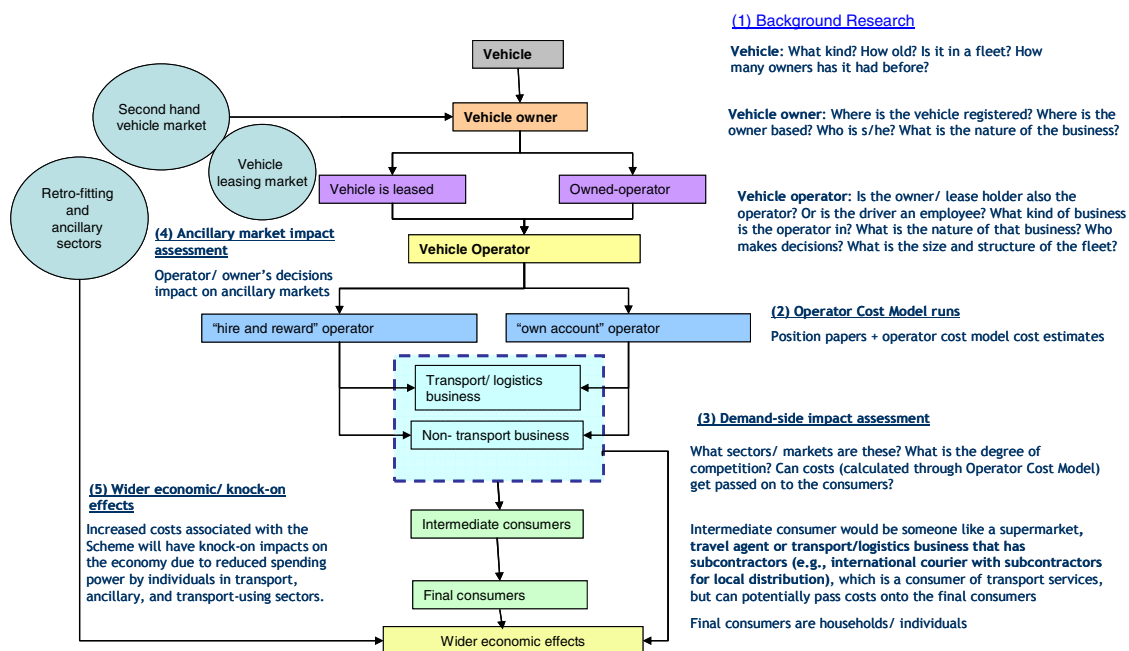 (1) Background Research
Vehicle
Vehicle: What kind? How old? Is it in a fleet? How
many owners has it had before?
Second hand
vehicle market
Vehicle owner
Vehicle owner: Where is the vehicle registered? Where is the
owner based? Who is s/he? What is the nature of the business?
Vehicle
leasing market
Vehicle is leased
Owned-operator
Retro-fitting
and
ancillary
sectors
Vehicle operator: Is the owner/ lease holder also the
operator? Or is the driver an employee? What kind of business
is the operator in? What is the nature of that business? Who
makes decisions? What is the size and structure of the fleet?
(4) Ancillary market impact
assessment
Vehicle Operator
Operator/ owner’s decisions
impact on ancillary markets
“hire and reward” operator
“own account” operator
(2) Operator Cost Model runs
Position papers + operator cost model cost estimates
Transport/ logistics
business
Non- transport business
(3) Demand-side impact assessment
What sectors/ markets are these? What is the degree of
competition? Can costs (calculated through Operator Cost Model)
get passed on to the consumers?
(5) Wider economic/ knock-on
effects
Increased costs associated with the
Scheme will have knock-on impacts on
the economy due to reduced spending
power by individuals in transport,
ancillary, and transport-using sectors.
Intermediate consumers
Intermediate consumer would be someone like a supermarket,
travel agent or transport/logistics business that has
subcontractors (e.g., international courier with subcontractors
for local distribution), which is a consumer of transport services,
but can potentially pass costs onto the final consumers
Final consumers
Final consumers are households/ individuals
Wider economic effects